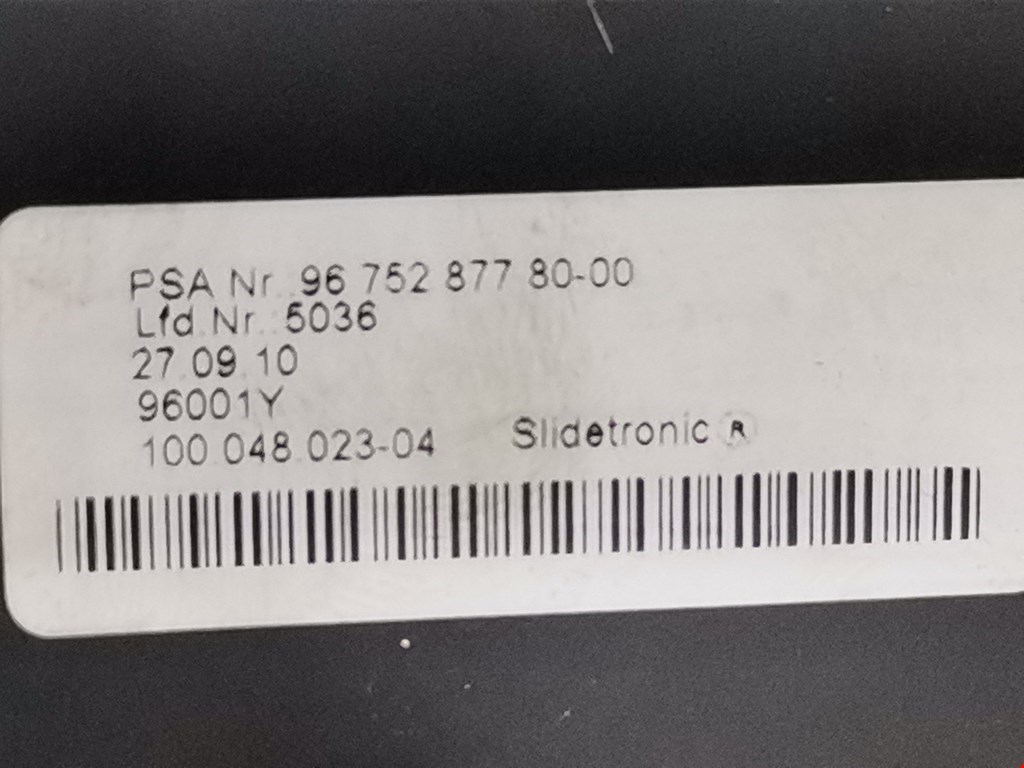 PSA Nr.:96 752 877 80-00
Lfd.Nr.:5036
27.09.10
96001Y
100.048.023-04 Slidetronic ®